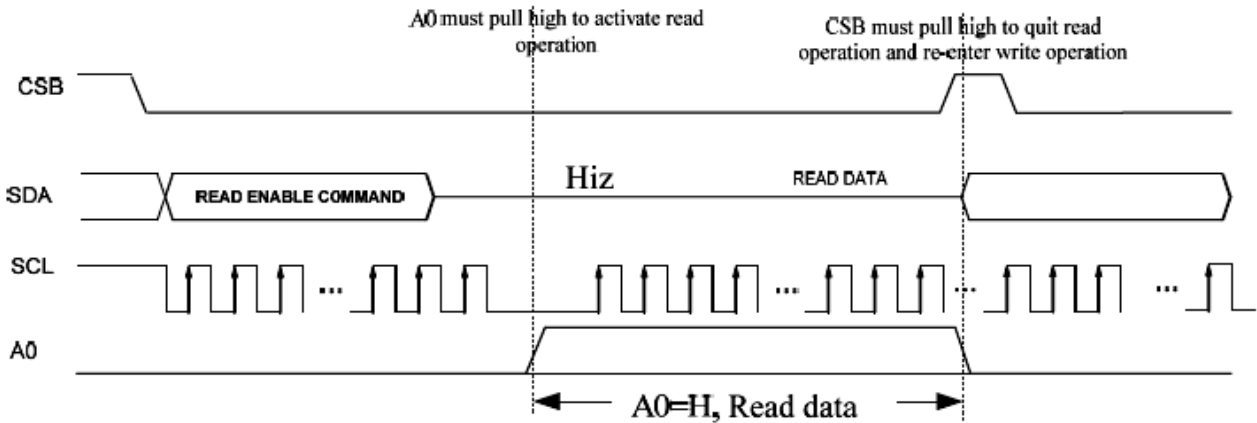 A0 must pull high to activate read
operation
CSB must pull high to quit read
operation and re-enter write operation
CSB
SDA
READ ENABLE COMMAND
Hiz
READ DATA
SCL
...
...
...
...
A0
A0=H, Read data